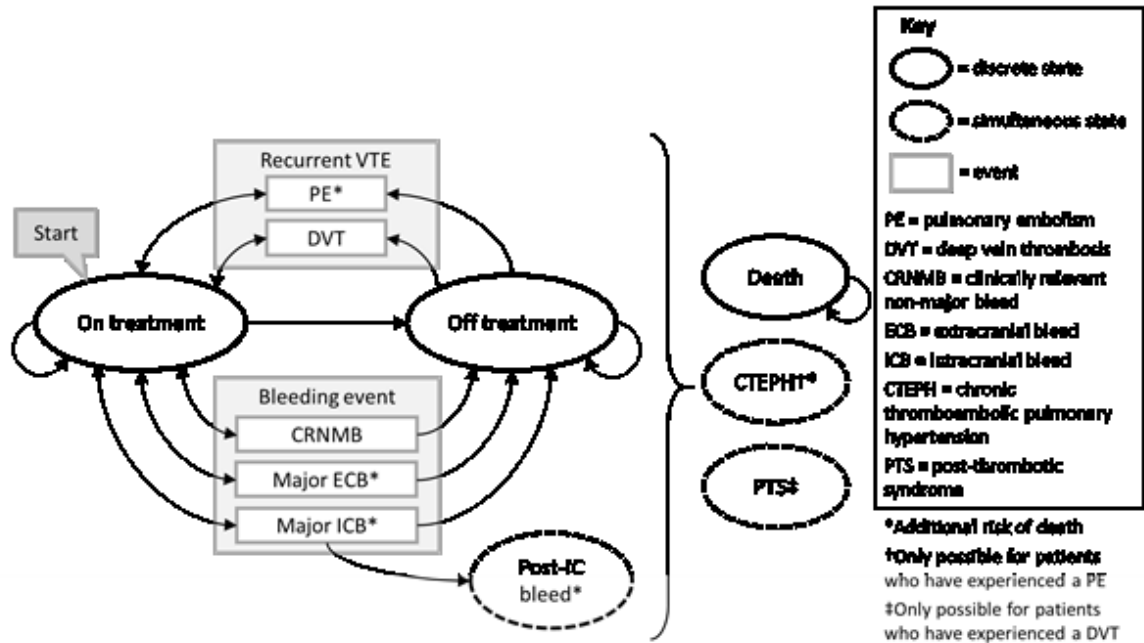 Start
Recurrent VTE
PE*
DVT
On treatment
Off treatment
Bleeding event
CRNMB
Major ECB*
Major ICB*
Post-IC
bleed*
Death
CTEPH†*
PTS‡
Key
= discrete state
= simultaneous state
= event
PE = pulmonary embolism
DVT = deep vein thrombosis
CRNMB = clinically relevant
non-major bleed
ECB = extracranial bleed
ICB = intracranial bleed
CTEPH = chronic
thromboembolic pulmonary
hypertension
PTS = post-thrombotic
syndrome
*Additional risk of death
†Only possible for patients
who have experienced a PE
‡Only possible for patients
who have experienced a DVT